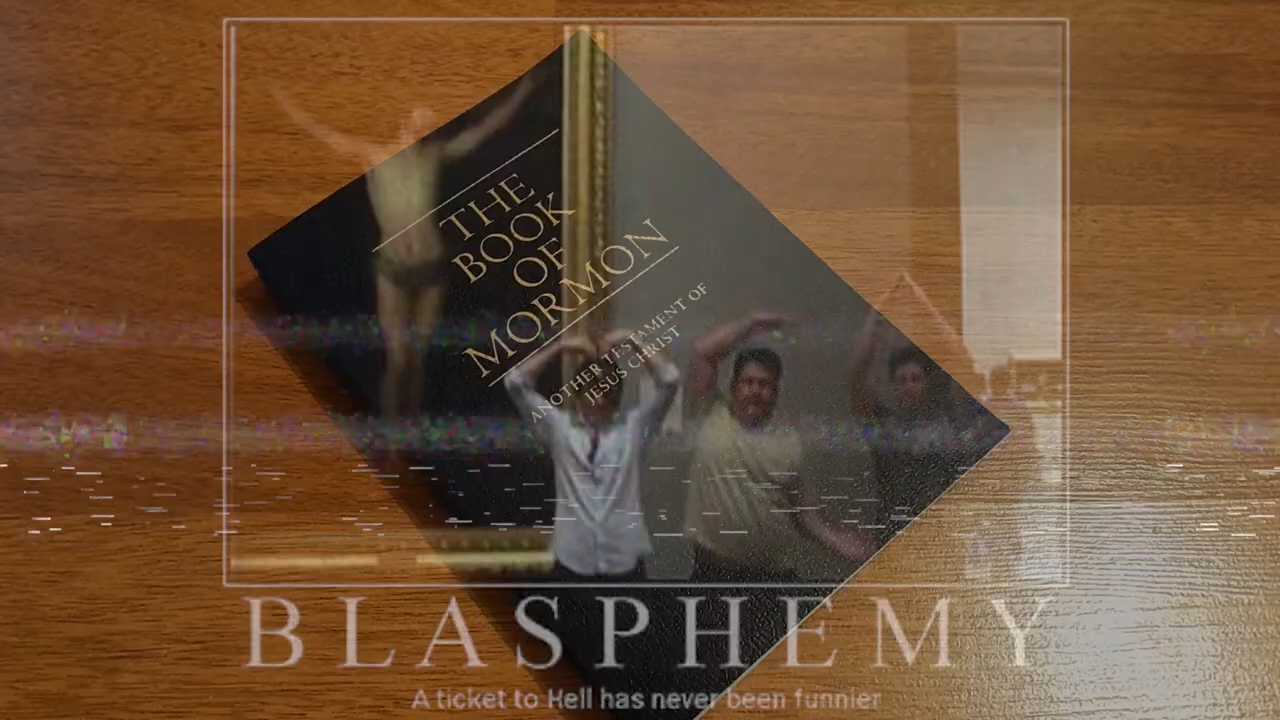 THE
BOOK
OF
MORMON
ANOTHER TESTAMENT OF
JESUS CHRIST
BLASPHEMY
A ticket to Hell has never been funnier